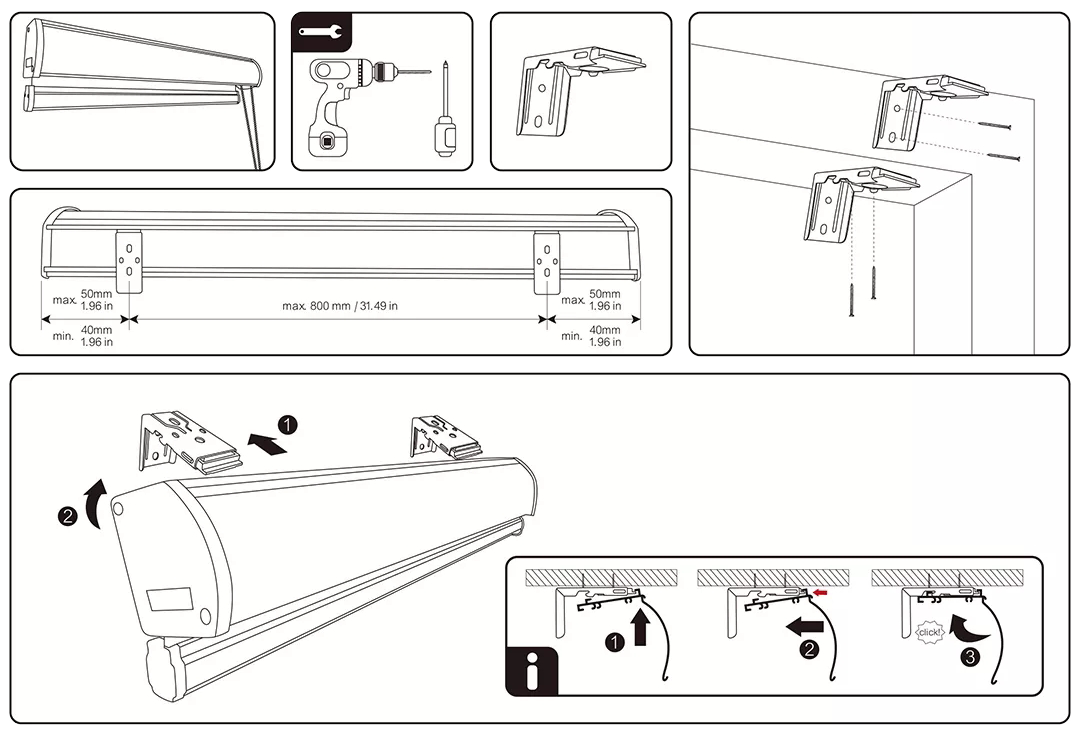 max. 50mm
1.96 in
min. 40mm
1.96 in
max. 800 mm / 31.49 in
max. 50mm
1.96 in
min. 40mm
1.96 in
1
2
i
1
2
click!
3